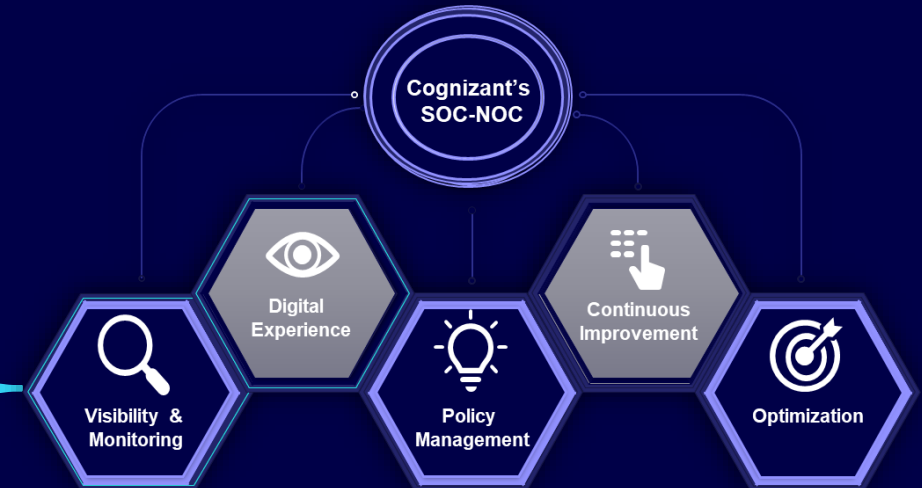 Cognizant's
SOC-NOC
Digital
Experience
Continuous
Improvement
Visibility &
Monitoring
Policy
Management
Optimization